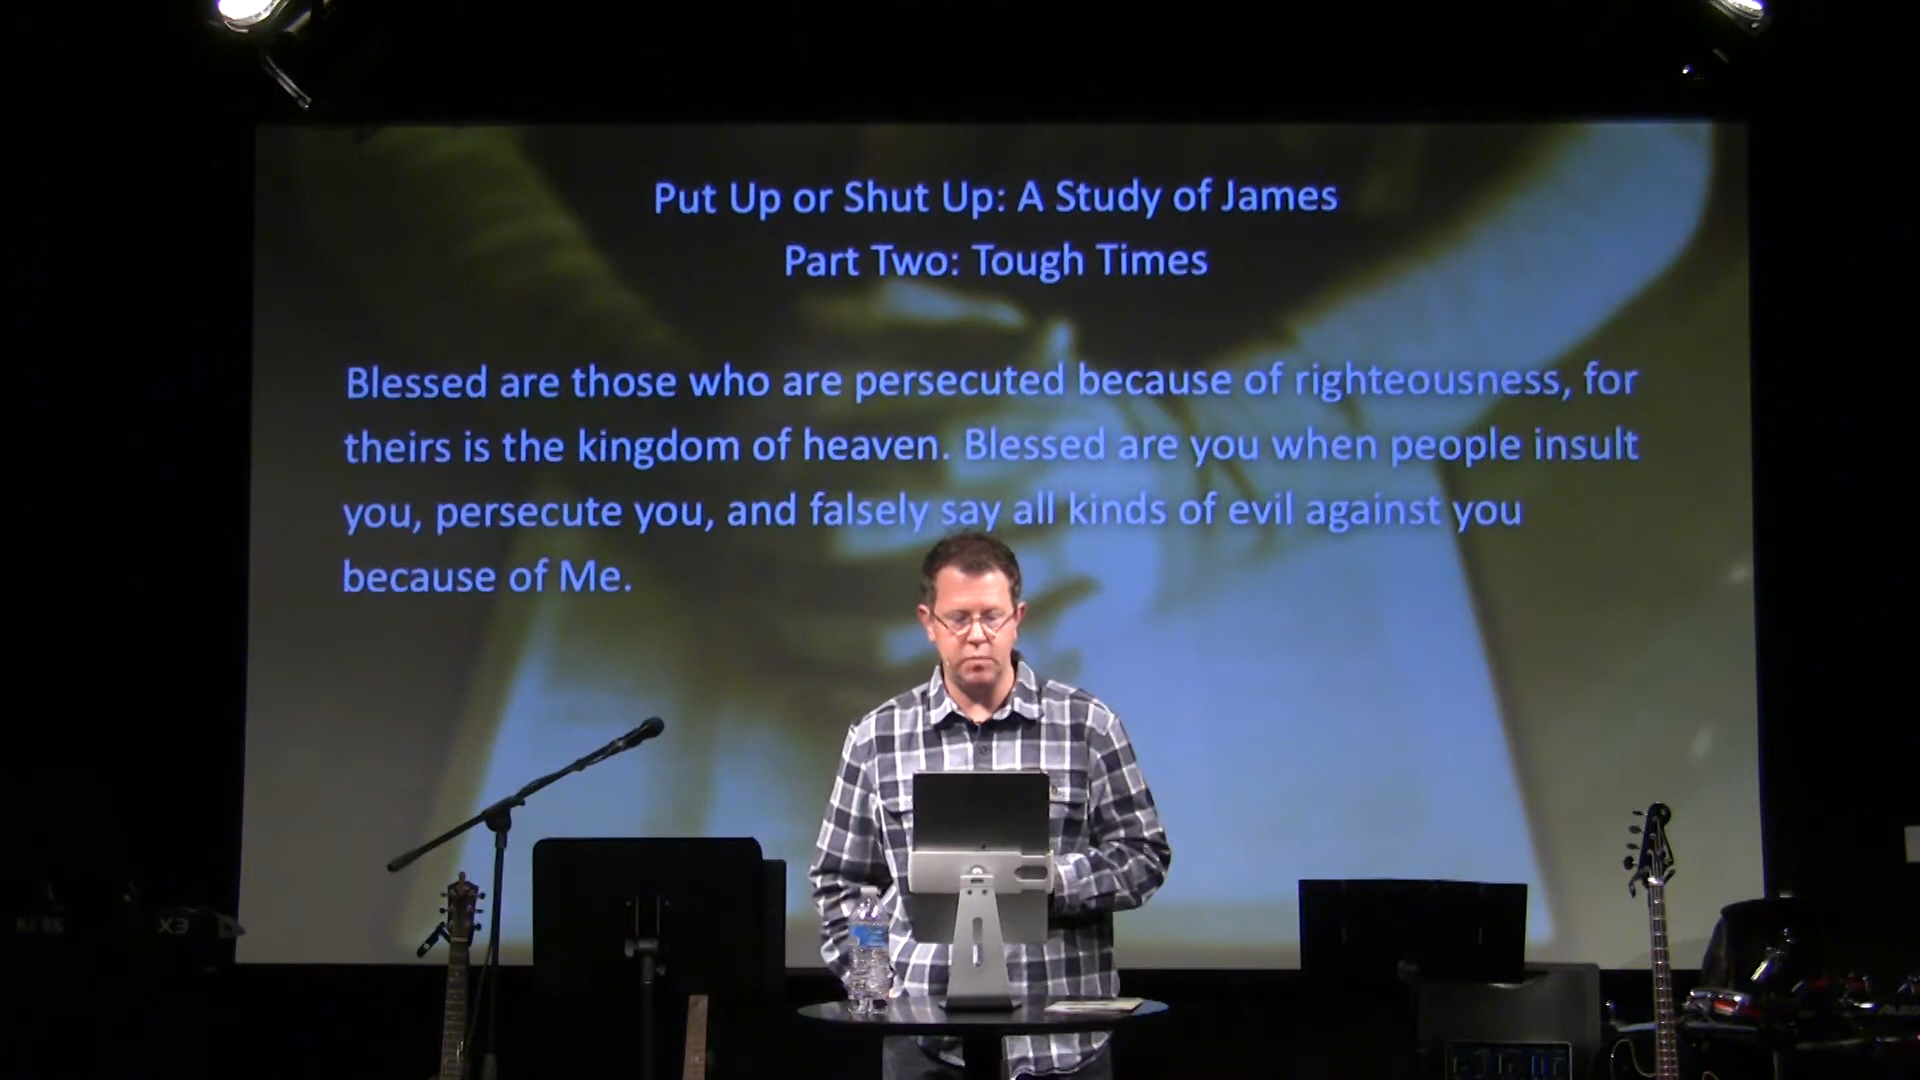 Put Up or Shut Up: A Study of James
Part Two: Tough Times
Blessed are those who are persecuted because of righteousness, for
theirs is the kingdom of heaven. Blessed are you when people insult
you, persecute you, and falsely say all kinds of evil against you
because of Me.
X3